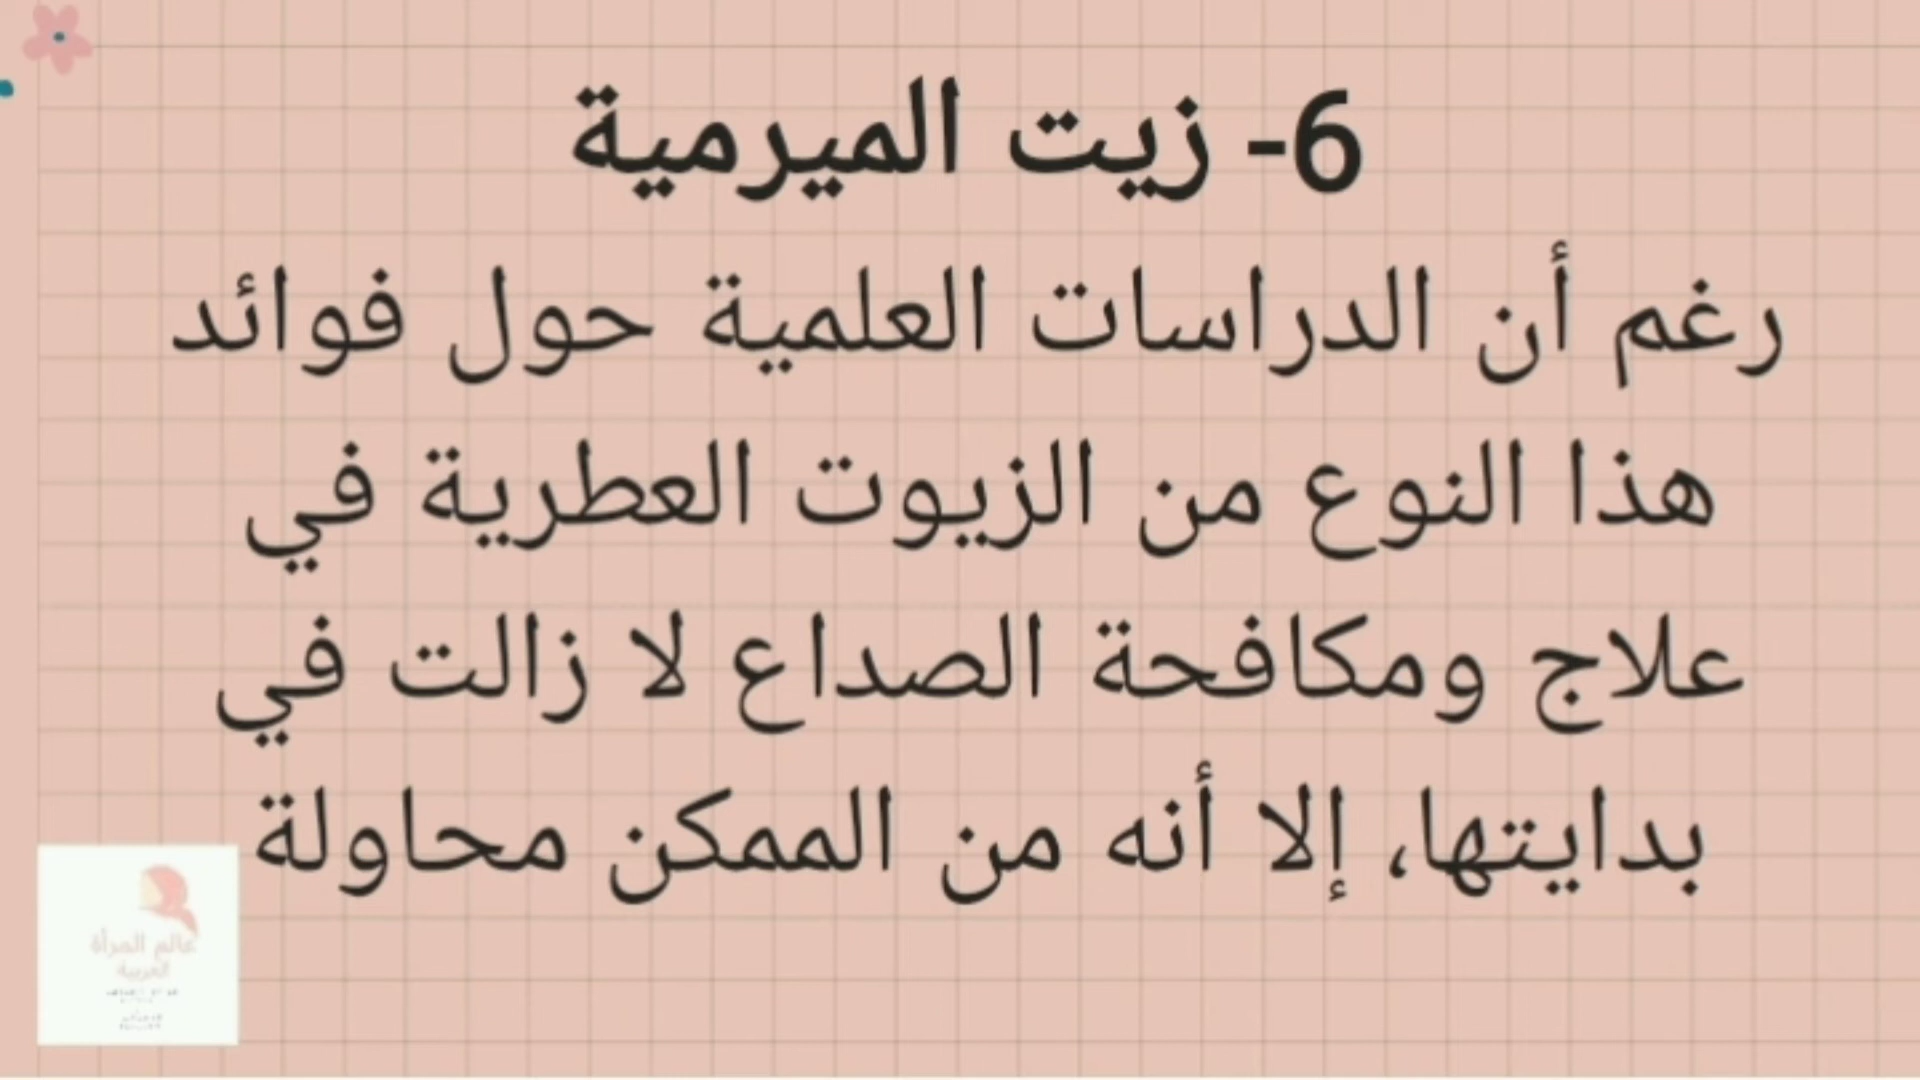 6- زيت الميرمية
رغم أن الدراسات العلمية حول فوائد
هذا النوع من الزيوت العطرية في
علاج ومكافحة الصداع لا زالت في
بدايتها، إلا أنه من الممكن محاولة
عالم المرأة
العربية